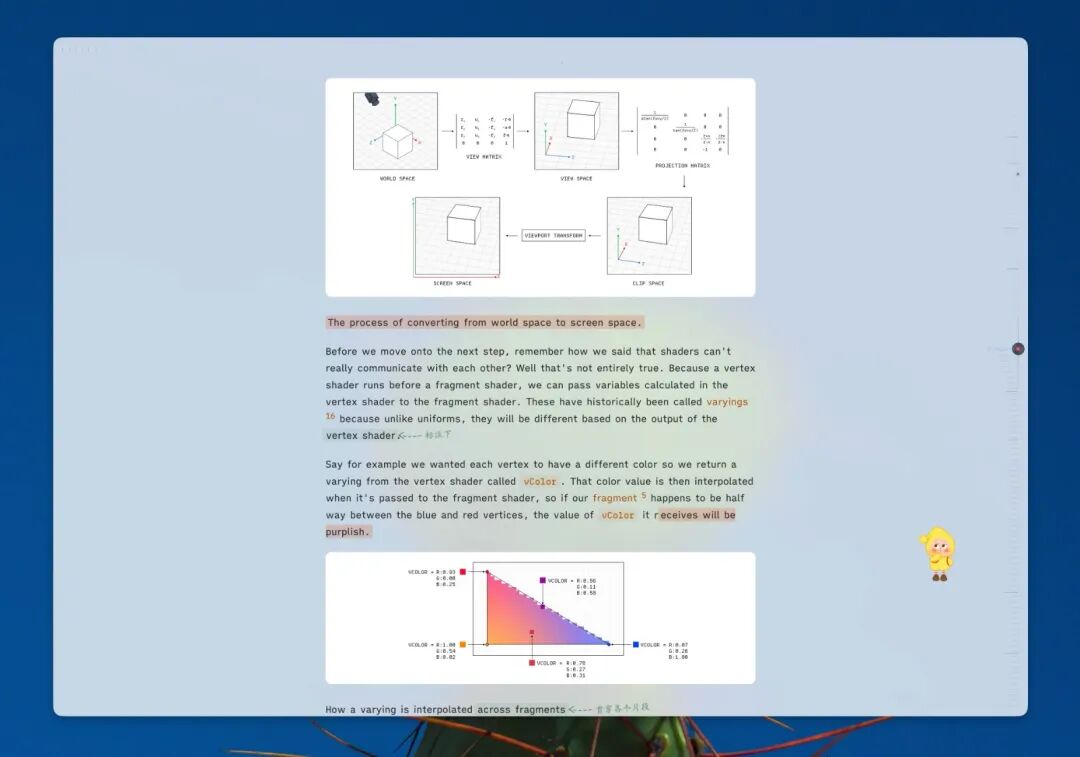 VIEW MATRIX
PROJECTION MATRIX
WORLD SPACE
VIEW SPACE
VIEWPORT TRANSFORM
SCREEN SPACE
CLIP SPACE
The process of converting from world space to screen space.
Before we move onto the next step, remember how we said that shaders can't
really communicate with each other? Well that's not entirely true. Because a vertex
shader runs before a fragment shader, we can pass variables calculated in the
vertex shader to the fragment shader. These have historically been called varyings
16 because unlike uniforms, they will be different based on the output of the
vertex shader.<----
Say for example we wanted each vertex to have a different color so we return a
varying from the vertex shader called vColor. That color value is then interpolated
when it's passed to the fragment shader, so if our fragment 5 happens to be half
way between the blue and red vertices, the value of vColor it receives will be
purplish.
VCOLOR = R:0.93
G:0.00
B:0.25
VCOLOR = R:0.56
G:0.11
B:0.58
VCOLOR = R:1.00
G:0.54
B:0.02
VCOLOR = R:0.07
G:0.20
B:1.00
VCOLOR = R:0.78
G:0.27
B:0.31
How a varying is interpolated across fragments<----